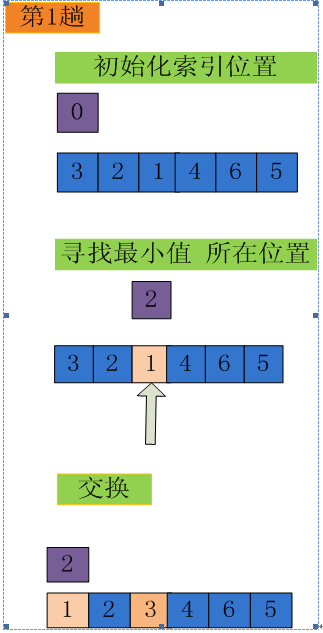 第1趟
初始化索引位置
0
3 2 1 4 6 5
寻找最小值 所在位置
2
3 2 1 4 6 5
交换
2
1 2 3 4 6 5